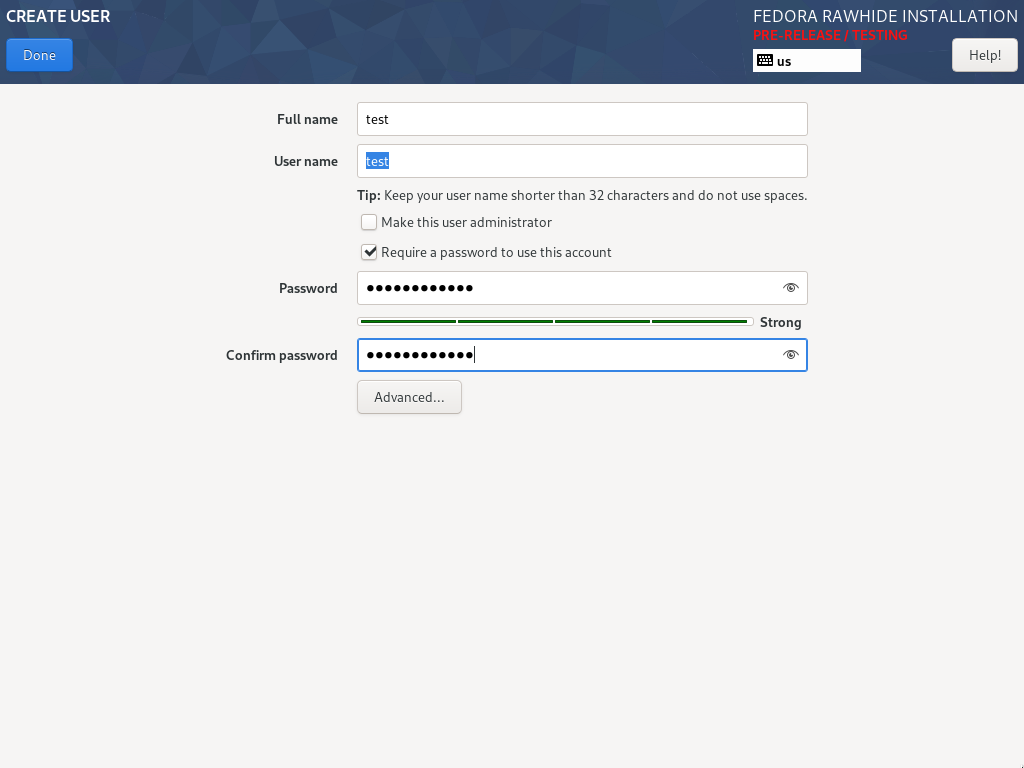 CREATE USER
FEDORA RAWHIDE INSTALLATION
PRE-RELEASE / TESTING
Done
us
Help!
Full name
test
User name
test
Tip: Keep your user name shorter than 32 characters and do not use spaces.
Make this user administrator
Require a password to use this account
Password
●●●●●●●●●●●●
Strong
Confirm password
●●●●●●●●●●●●
Advanced...